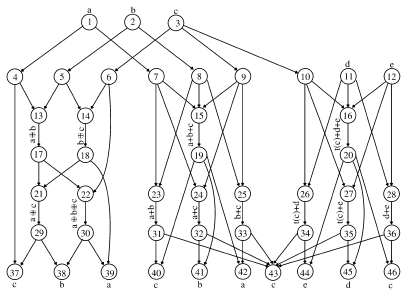 a b c
1 2 3
4 5 6 7 8 9 10 d 11 e 12
13 14 15 16
a⊕b b⊕c a+b+c t(c)+d+e
17 18 19 20
21 22 23 24 25 26 27 28
a⊕c a⊕b⊕c a+b a+c b+c t(c)+d t(c)+e d+e
29 30 31 32 33 34 35 36
37 38 39 40 41 42 43 44 45 46
c b a c b a c e d c